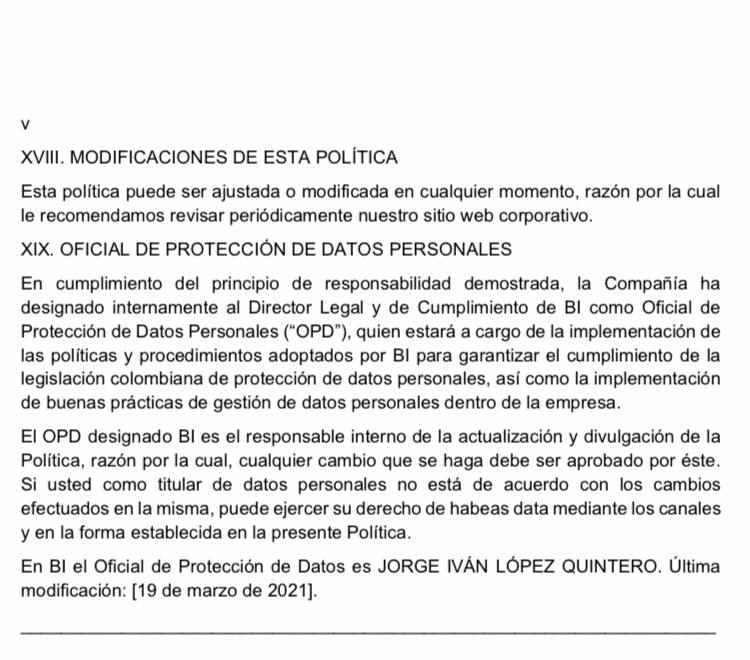 v
XVIII. MODIFICACIONES DE ESTA POLÍTICA
Esta política puede ser ajustada o modificada en cualquier momento, razón por la cual
le recomendamos revisar periódicamente nuestro sitio web corporativo.
XIX. OFICIAL DE PROTECCIÓN DE DATOS PERSONALES
En cumplimiento del principio de responsabilidad demostrada, la Compañía ha
designado internamente al Director Legal y de Cumplimiento de BI como Oficial de
Protección de Datos Personales (“OPD”), quien estará a cargo de la implementación de
las políticas y procedimientos adoptados por BI para garantizar el cumplimiento de la
legislación colombiana de protección de datos personales, así como la implementación
de buenas prácticas de gestión de datos personales dentro de la empresa.
El OPD designado BI es el responsable interno de la actualización y divulgación de la
Política, razón por la cual, cualquier cambio que se haga debe ser aprobado por éste.
Si usted como titular de datos personales no está de acuerdo con los cambios
efectuados en la misma, puede ejercer su derecho de habeas data mediante los canales
y en la forma establecida en la presente Política.
En BI el Oficial de Protección de Datos es JORGE IVÁN LÓPEZ QUINTERO. Última
modificación: [19 de marzo de 2021].